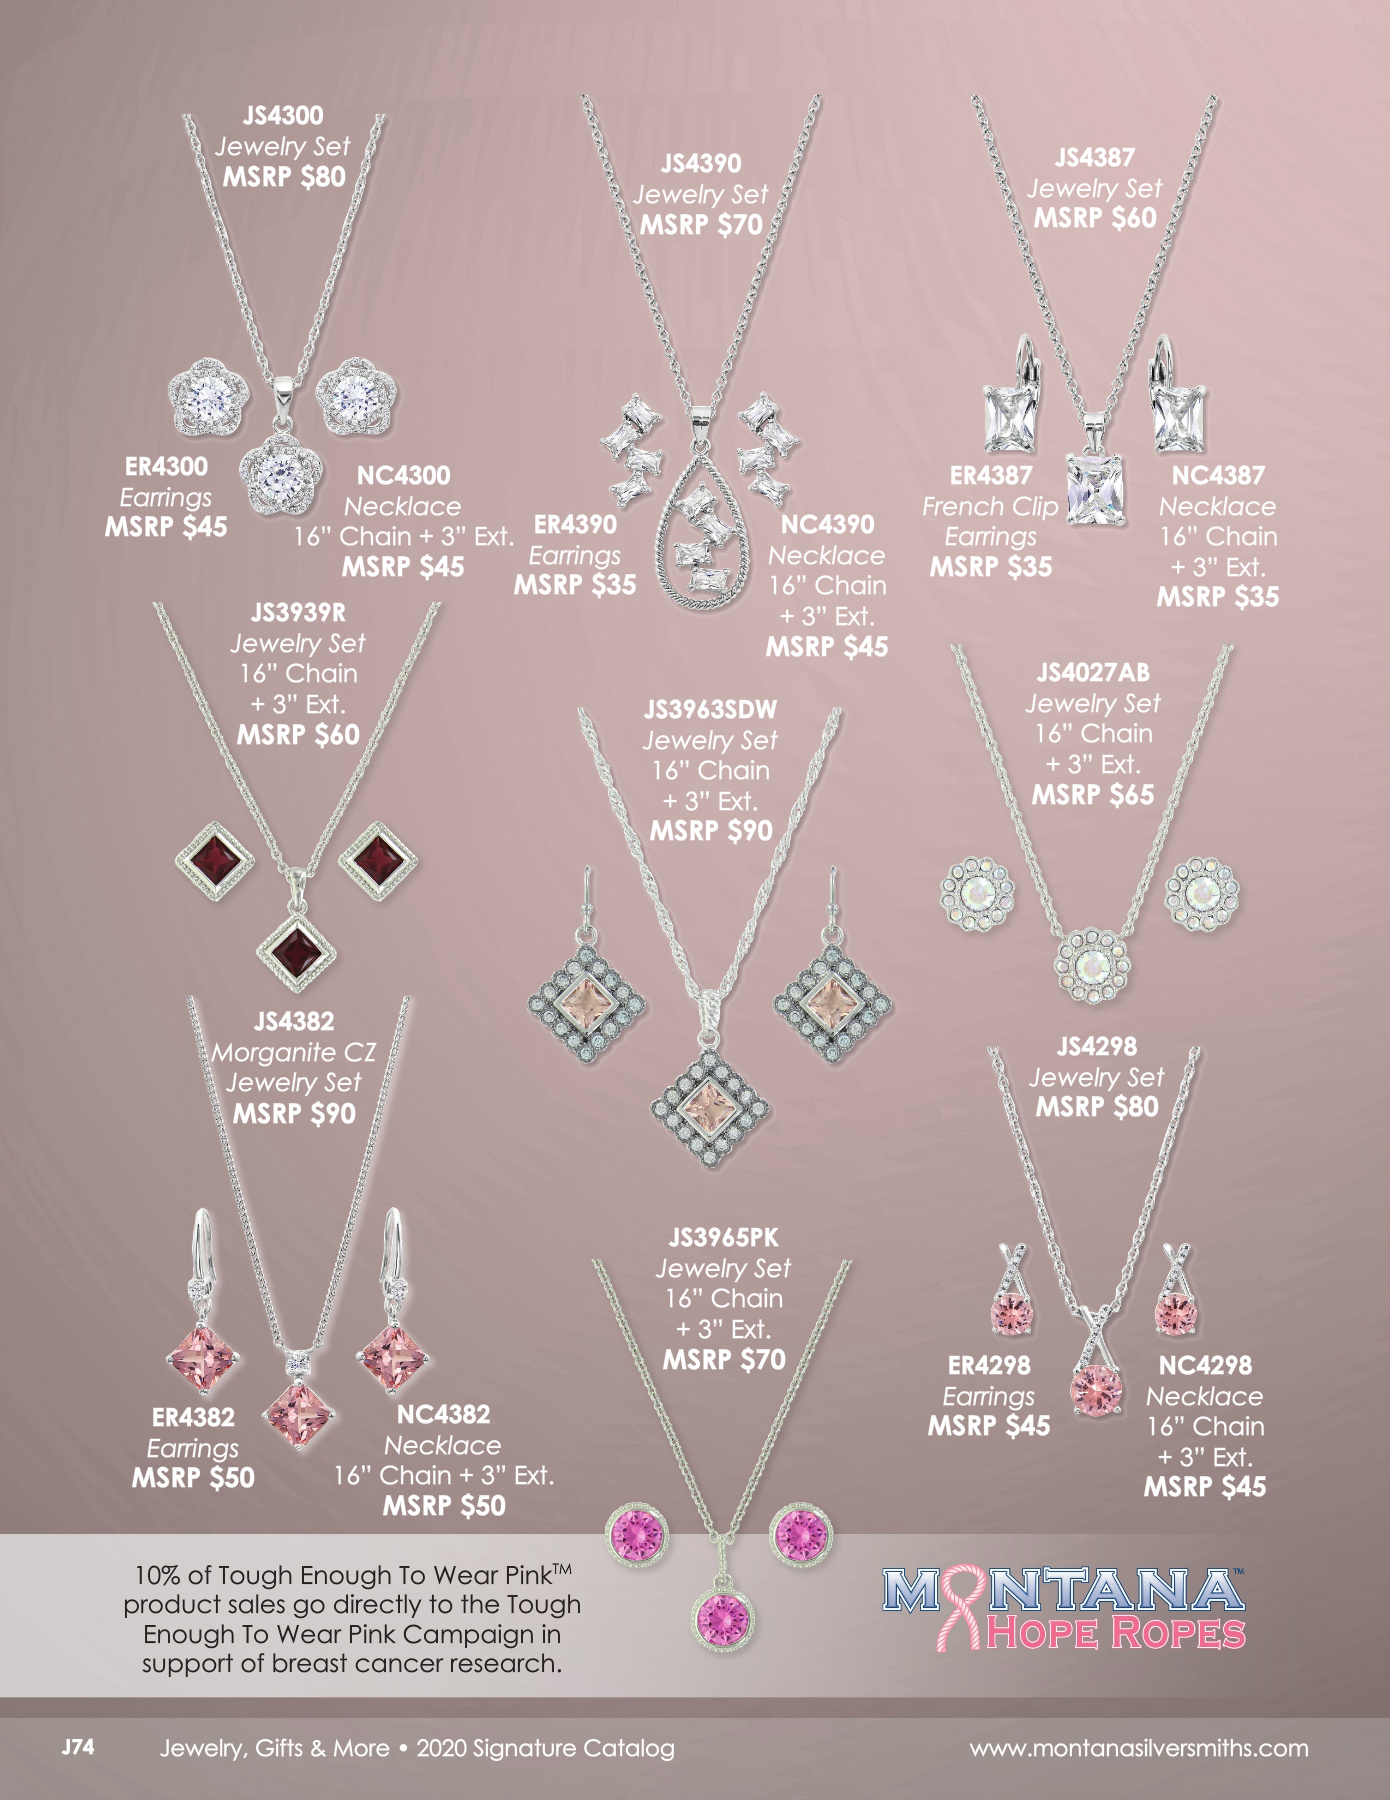 JS4300
Jewelry Set
MSRP $80
ER4300
Earrings
MSRP $45
NC4300
Necklace
16” Chain + 3” Ext.
MSRP $45
JS4390
Jewelry Set
MSRP $70
ER4390
Earrings
MSRP $35
NC4390
Necklace
16” Chain
+ 3” Ext.
MSRP $45
JS4387
Jewelry Set
MSRP $60
ER4387
French Clip
Earrings
MSRP $35
NC4387
Necklace
16” Chain
+ 3” Ext.
MSRP $35
JS3939R
Jewelry Set
16” Chain
+ 3” Ext.
MSRP $60
JS3963SDW
Jewelry Set
16” Chain
+ 3” Ext.
MSRP $90
JS4027AB
Jewelry Set
16” Chain
+ 3” Ext.
MSRP $65
JS4382
Morganite CZ
Jewelry Set
MSRP $90
ER4382
Earrings
MSRP $50
NC4382
Necklace
16” Chain + 3” Ext.
MSRP $50
JS3965PK
Jewelry Set
16” Chain
+ 3” Ext.
MSRP $70
JS4298
Jewelry Set
MSRP $80
ER4298
Earrings
MSRP $45
NC4298
Necklace
16” Chain
+ 3” Ext.
MSRP $45
10% of Tough Enough To Wear Pink™
product sales go directly to the Tough
Enough To Wear Pink Campaign in
support of breast cancer research.
MONTANA™
HOPE ROPES
J74
Jewelry, Gifts & More • 2020 Signature Catalog
www.montanasilversmiths.com